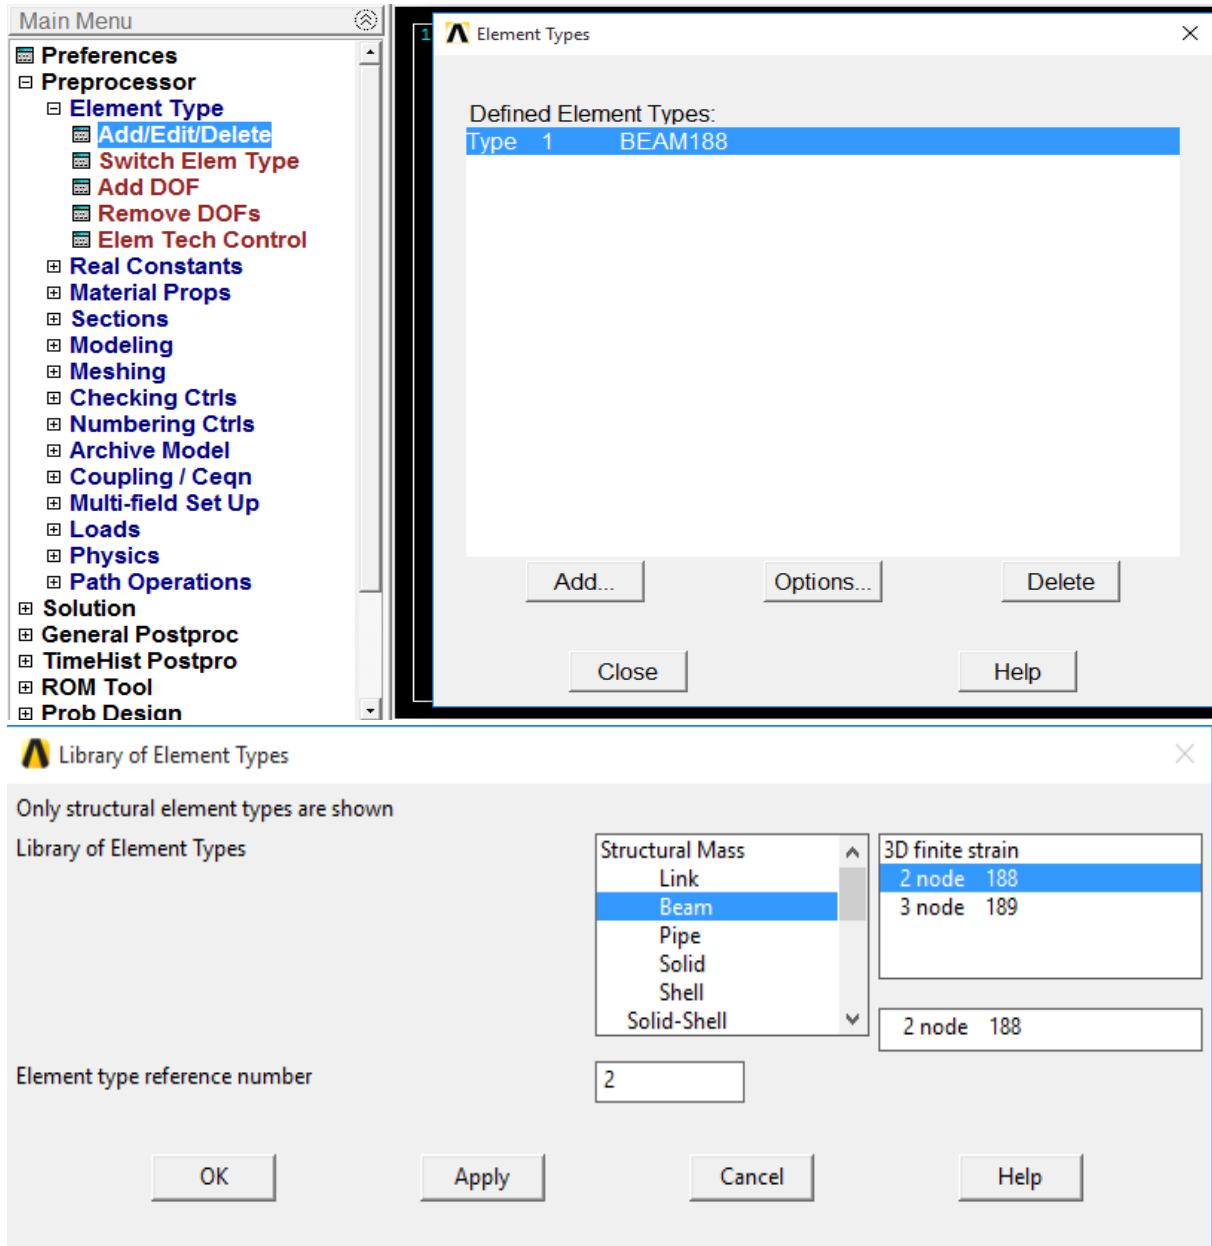 Main Menu
Preferences
Preprocessor
Element Type
Add/Edit/Delete
Switch Elem Type
Add DOF
Remove DOFs
Elem Tech Control
Real Constants
Material Props
Sections
Modeling
Meshing
Checking Ctrls
Numbering Ctrls
Archive Model
Coupling / Ceqn
Multi-field Set Up
Loads
Physics
Path Operations
Solution
General Postproc
TimeHist Postpro
ROM Tool
Prob Design
1
Element Types
Defined Element Types:
Type 1 BEAM188
Add... Options... Delete
Close Help
Library of Element Types
Only structural element types are shown
Library of Element Types
Structural Mass
Link
Beam
Pipe
Solid
Shell
Solid-Shell
3D finite strain
2 node 188
3 node 189
2 node 188
Element type reference number
2
OK Apply Cancel Help